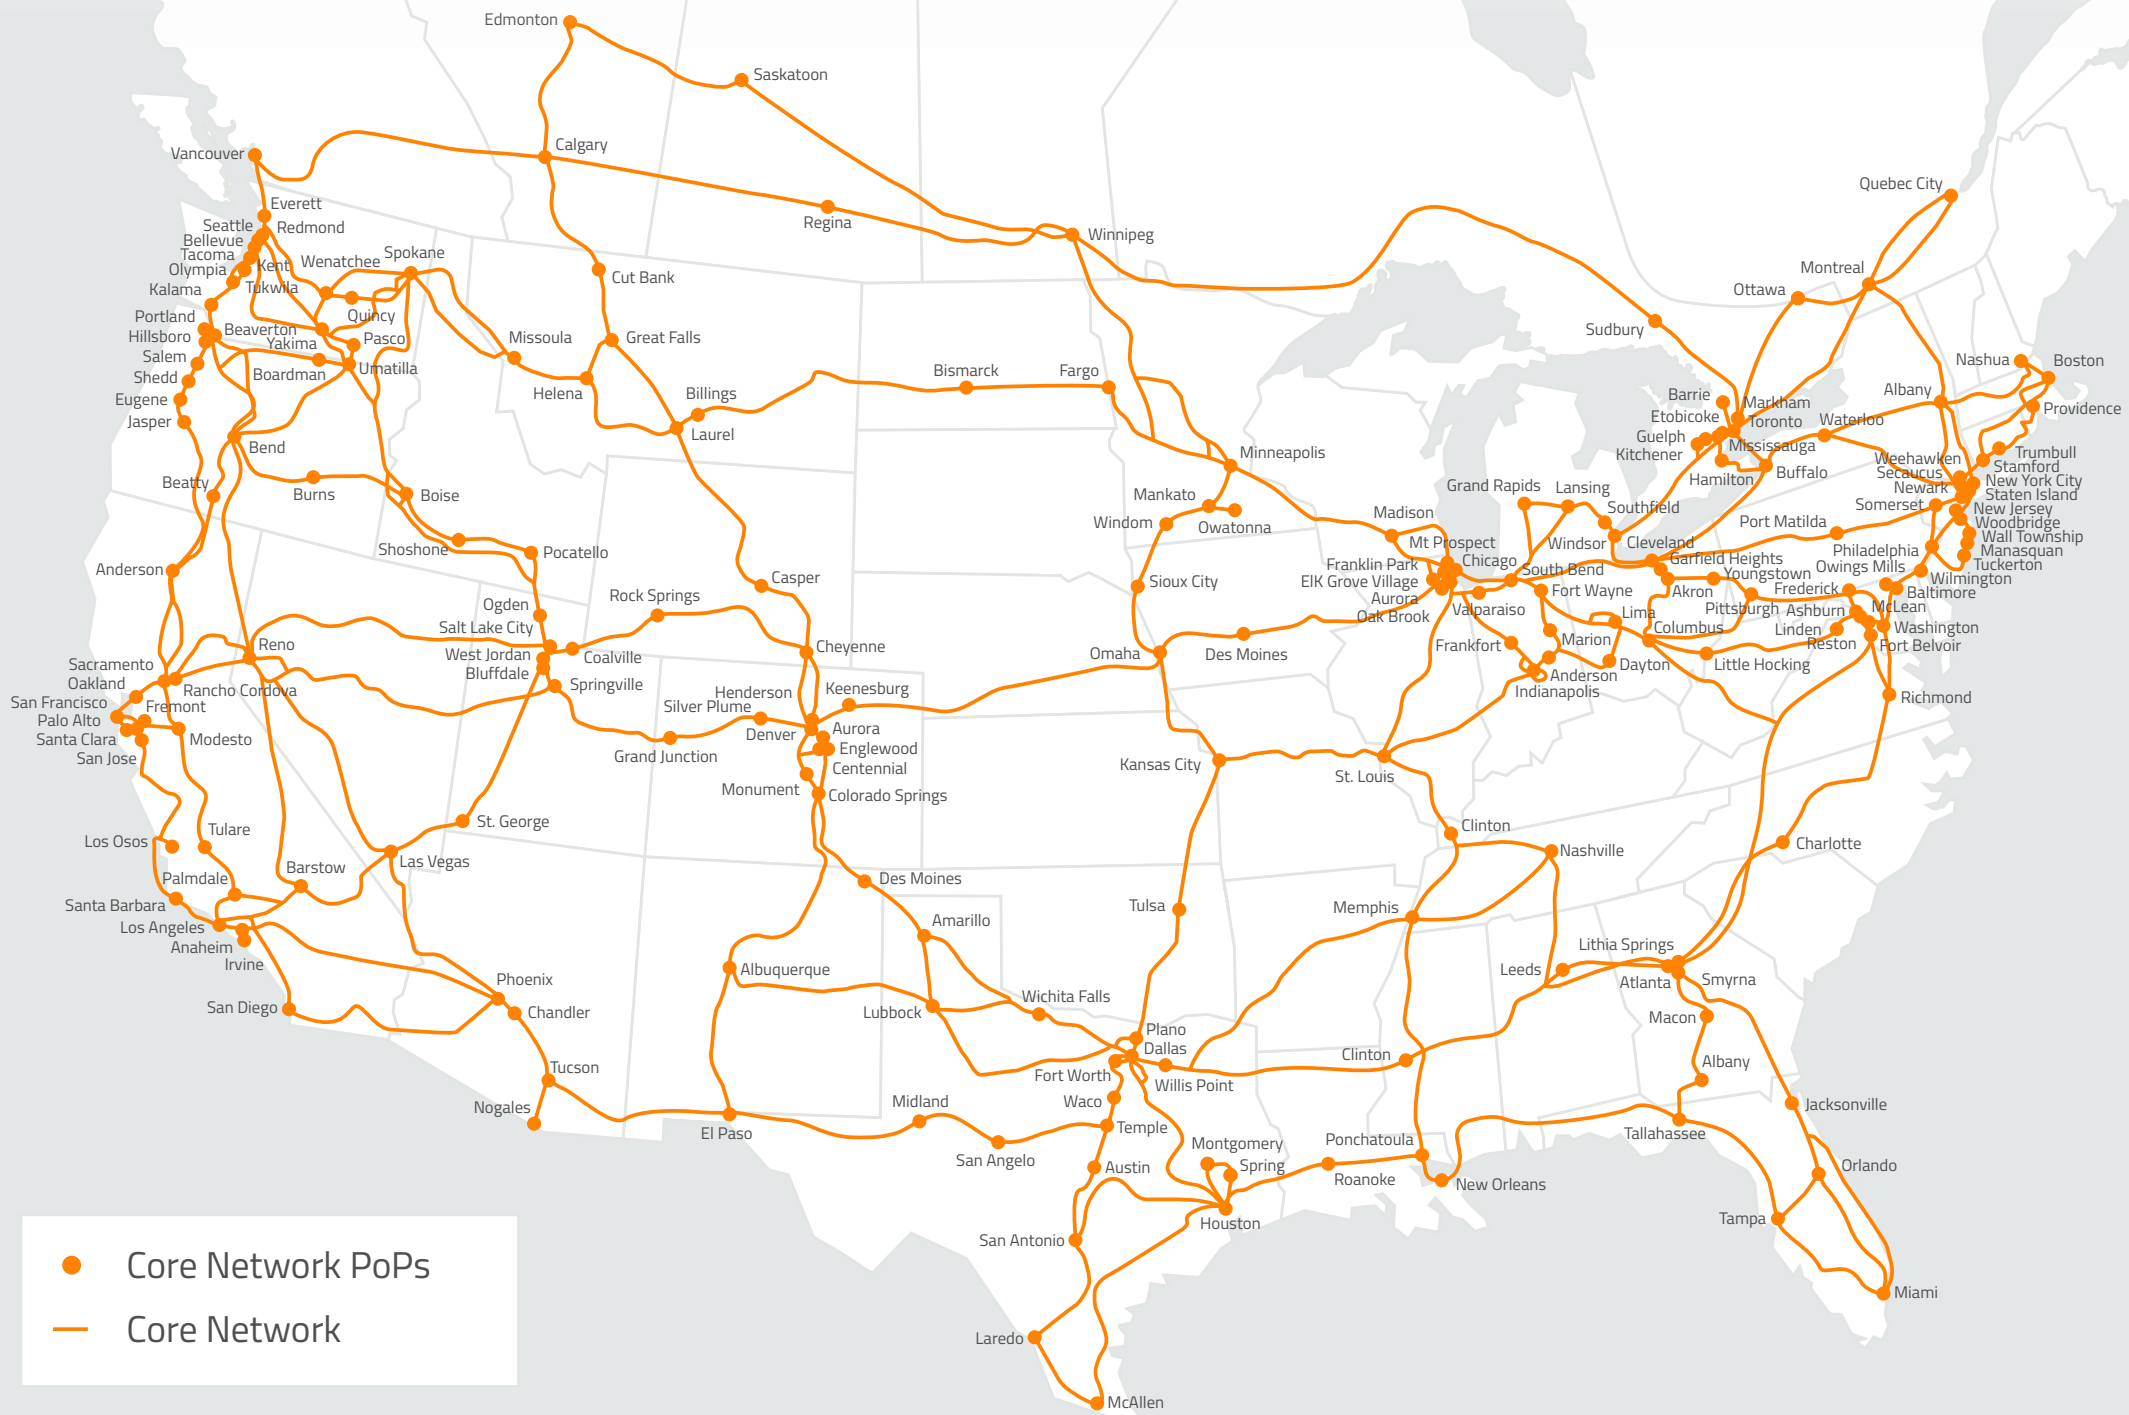 Edmonton
Saskatoon
Calgary
Vancouver
Regina
Winnipeg
Quebec City
Montreal
Ottawa
Sudbury
Everett
Seattle
Redmond
Bellevue
Tacoma
Olympia
Kent
Tukwila
Wenatchee
Spokane
Kalama
Quincy
Portland
Beaverton
Hillsboro
Yakima
Pasco
Salem
Boardman
Umatilla
Shedd
Eugene
Jasper
Bend
Burns
Beatty
Boise
Shoshone
Pocatello
Cut Bank
Great Falls
Missoula
Helena
Billings
Laurel
Bismarck
Fargo
Minneapolis
Mankato
Windom
Owatonna
Sioux City
Madison
Mt Prospect
Franklin Park
Chicago
ElK Grove Village
Aurora
Oak Brook
Valparaiso
South Bend
Grand Rapids
Lansing
Southfield
Windsor
Cleveland
Garfield Heights
Youngstown
Akron
Fort Wayne
Lima
Columbus
Marion
Frankfort
Anderson
Indianapolis
Dayton
Little Hocking
Barrie
Markham
Etobicoke
Toronto
Guelph
Mississauga
Kitchener
Hamilton
Buffalo
Waterloo
Albany
Nashua
Boston
Providence
Trumbull
Stamford
Weehawken
Secaucus
New York City
Newark
Staten Island
Somerset
New Jersey
Woodbridge
Wall Township
Manasquan
Tuckerton
Port Matilda
Philadelphia
Owings Mills
Wilmington
Frederick
Baltimore
Pittsburgh
Ashburn
McLean
Linden
Washington
Reston
Fort Belvoir
Richmond
Charlotte
Anderson
Ogden
Rock Springs
Casper
Salt Lake City
West Jordan
Coalville
Bluffdale
Springville
Cheyenne
Omaha
Des Moines
Reno
Sacramento
Oakland
Rancho Cordova
San Francisco
Fremont
Palo Alto
Santa Clara
Modesto
San Jose
Henderson
Keenesburg
Silver Plume
Denver
Aurora
Englewood
Centennial
Grand Junction
Monument
Colorado Springs
Kansas City
St. Louis
Clinton
Nashville
St. George
Las Vegas
Tulare
Los Osos
Barstow
Palmdale
Santa Barbara
Los Angeles
Anaheim
Irvine
San Diego
Phoenix
Chandler
Tucson
Nogales
Des Moines
Amarillo
Albuquerque
Lubbock
Wichita Falls
Tulsa
Memphis
Plano
Dallas
Fort Worth
Willis Point
Waco
Temple
Midland
San Angelo
El Paso
Austin
San Antonio
Montgomery
Spring
Houston
Laredo
McAllen
Clinton
Ponchatoula
Roanoke
New Orleans
Leeds
Lithia Springs
Atlanta
Smyrna
Macon
Albany
Tallahassee
Jacksonville
Orlando
Tampa
Miami
Core Network PoPs
Core Network